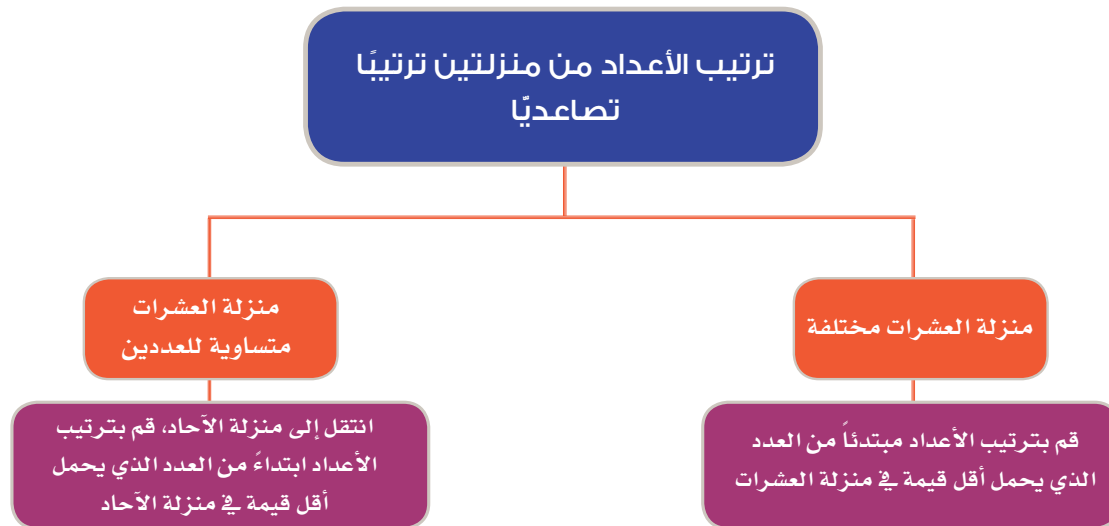 ترتيب الأعداد من منزلتين ترتيبًا
تصاعديّا
منزلة العشرات مختلفة
قم بترتيب الأعداد مبتدئاً من العدد
الذي يحمل أقل قيمة في منزلة العشرات
منزلة العشرات
متساوية للعددين
انتقل إلى منزلة الآحاد، قم بترتيب
الأعداد ابتداءً من العدد الذي يحمل
أقل قيمة في منزلة الآحاد